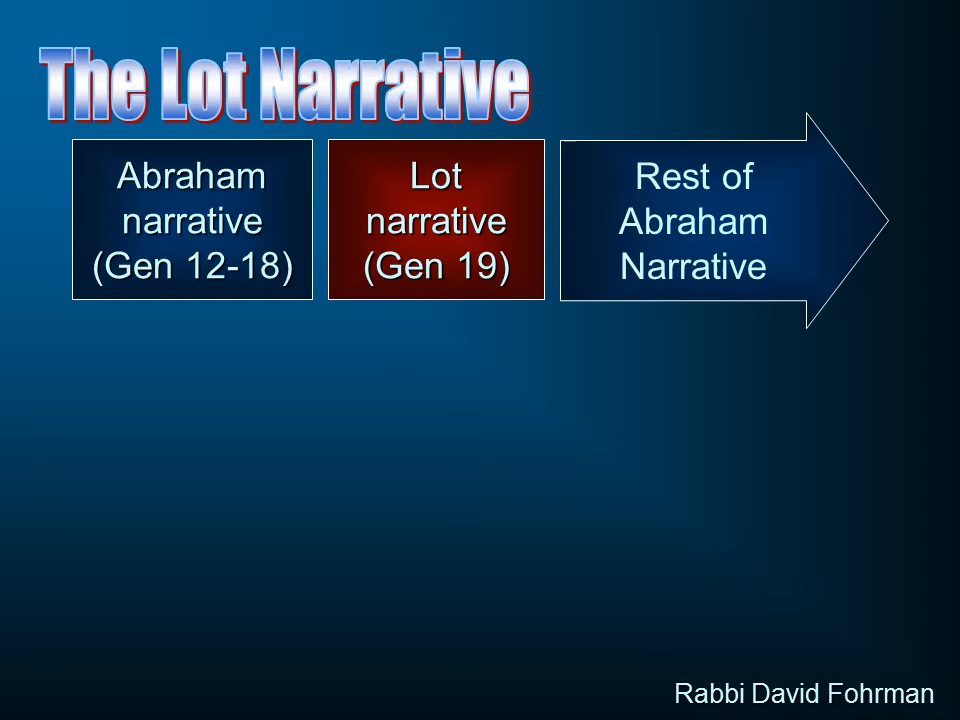 The Lot Narrative
Abraham
narrative
(Gen 12-18)
Lot
narrative
(Gen 19)
Rest of
Abraham
Narrative
Rabbi David Fohrman